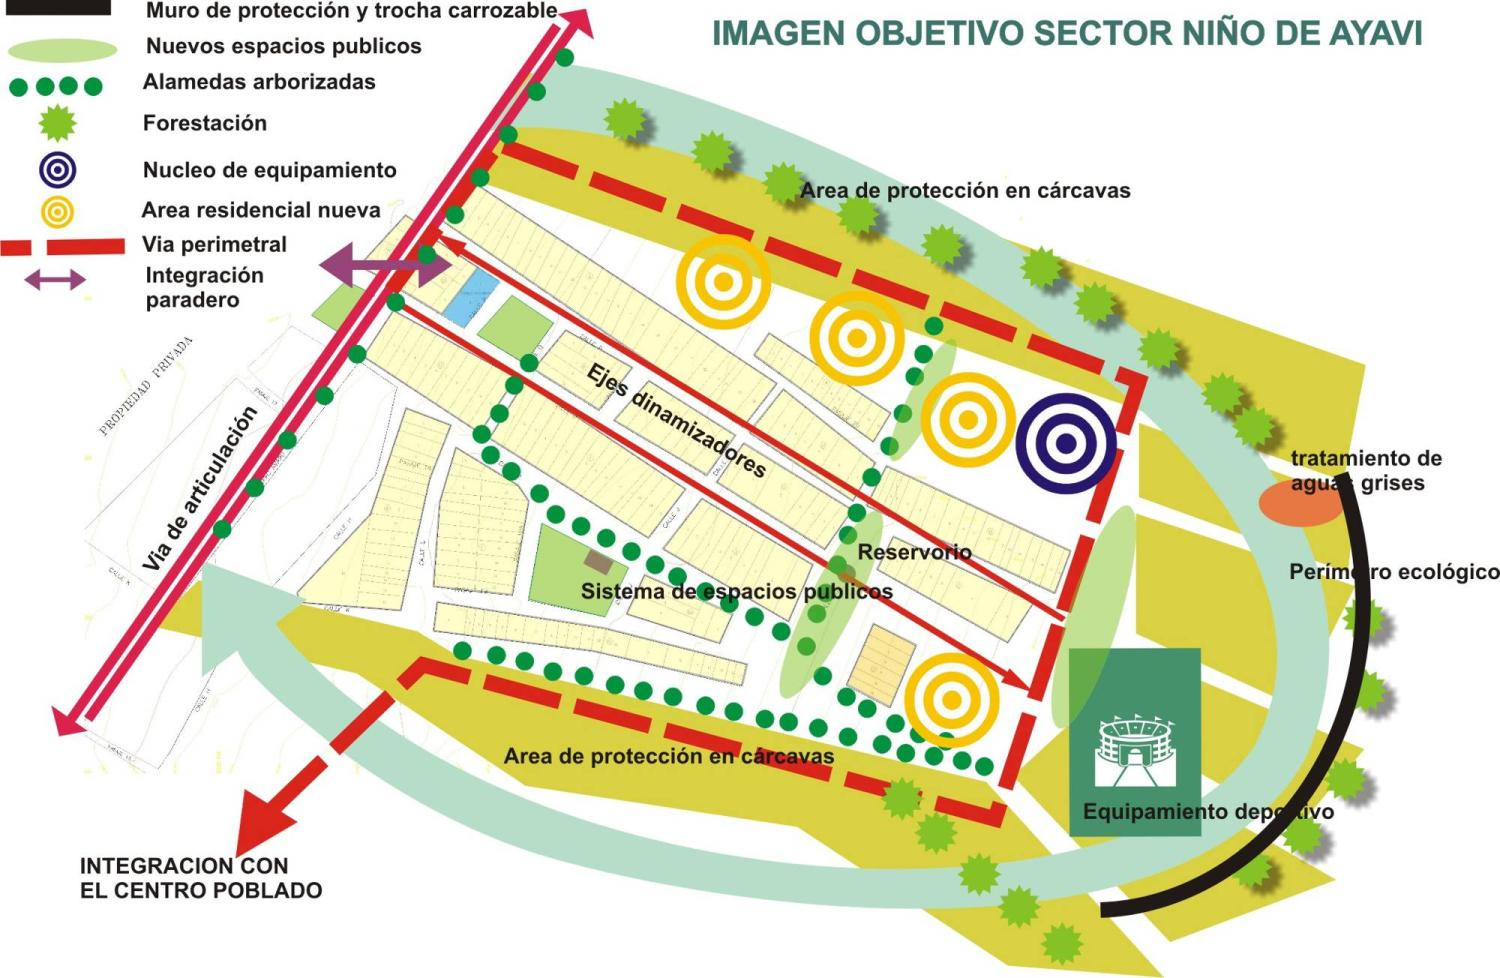 Muro de protección y trocha carrozable
IMAGEN OBJETIVO SECTOR NIÑO DE AYAVI
Nuevos espacios publicos
Alamedas arborizadas
Forestación
Nucleo de equipamiento
Area residencial nueva
Via perimetral
Integración
paradero
Area de protección en cárcavas
PROPIEDAD PRIVADA
Ejes dinamizadores
Via de articulación
tratamiento de
aguas grises
Reservorio
Perímetro ecológico
Sistema de espacios publicos
Area de protección en cárcavas
Equipamiento deportivo
INTEGRACION CON
EL CENTRO POBLADO